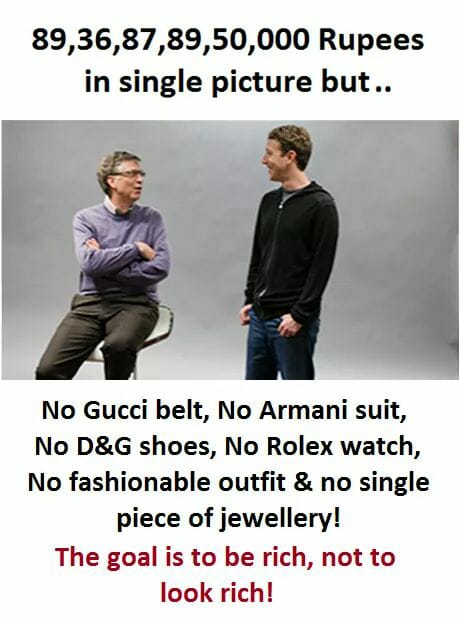 89,36,87,89,50,000 Rupees
in single picture but..
No Gucci belt, No Armani suit,
No D&G shoes, No Rolex watch,
No fashionable outfit & no single
piece of jewellery!
The goal is to be rich, not to
look rich!